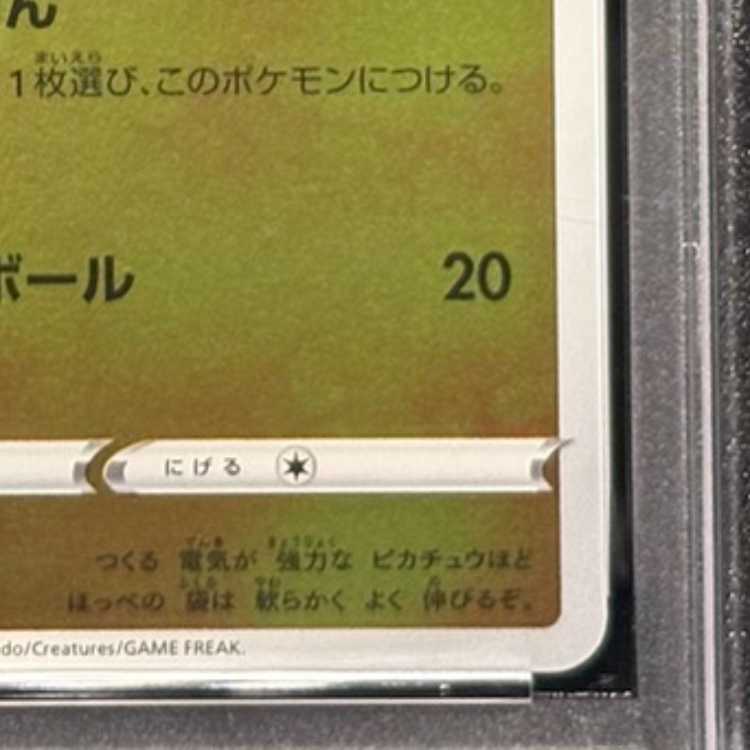 ん
1枚選び、このポケモンにつける。
ボール 20
にげる
つくる 電気が 強力な ピカチュウほど
ほっぺの 袋は 軟らかく よく 伸びるぞ。
do/Creatures/GAME FREAK.